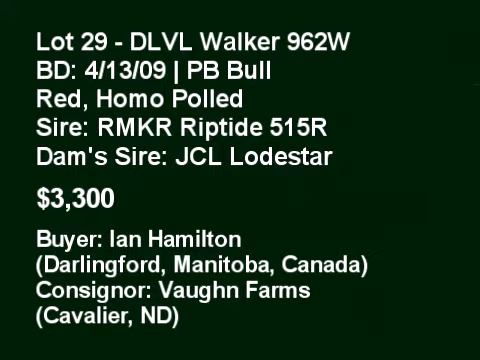 Lot 29 - DLVL Walker 962W
BD: 4/13/09 | PB Bull
Red, Homo Polled
Sire: RMKR Riptide 515R
Dam's Sire: JCL Lodestar
$3,300
Buyer: Ian Hamilton
(Darlingford, Manitoba, Canada)
Consignor: Vaughn Farms
(Cavalier, ND)